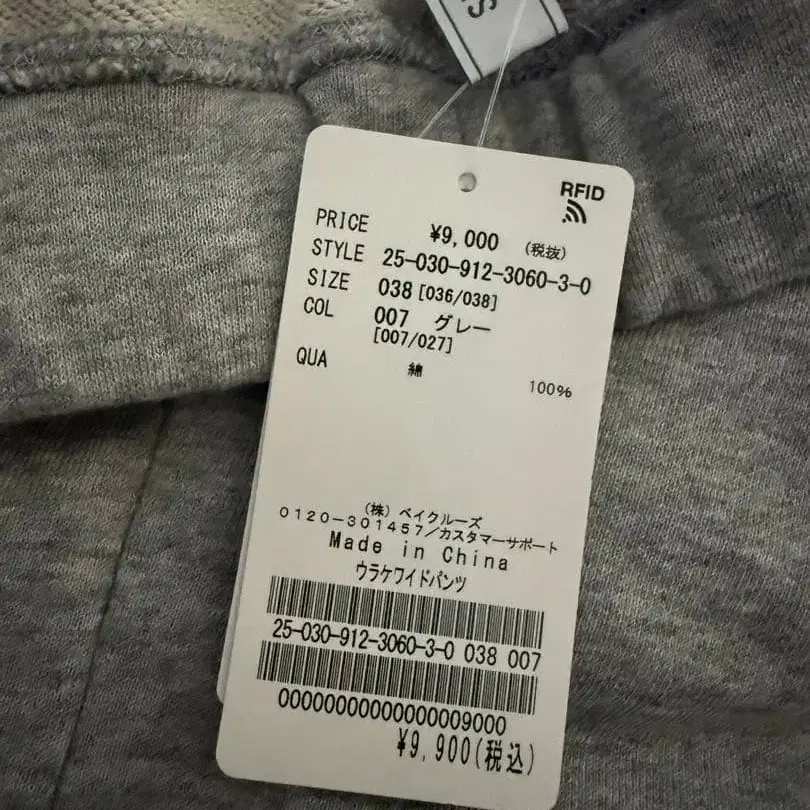 S
RFID
PRICE ¥9,000 (税抜)
STYLE 25-030-912-3060-3-0
SIZE 038 [036/038]
COL 007 グレー
[007/027]
QUA 綿 100%
(株) ベイクルーズ
0120-301457/カスタマーサポート
Made in China
ウラケワイドパンツ
25-030-912-3060-3-0 038 007
00000000000000009000
¥9,900(税込)